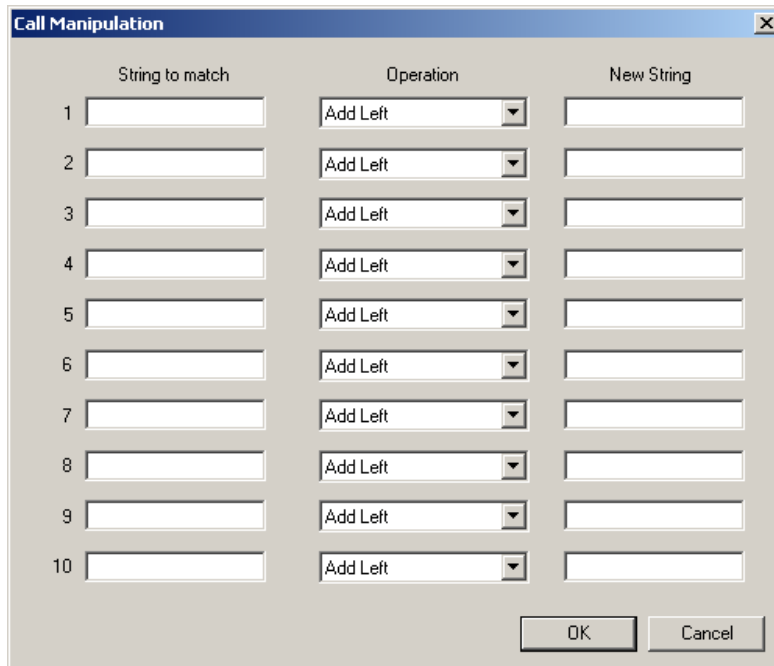 Call Manipulation
String to match Operation New String
1 Add Left
2 Add Left
3 Add Left
4 Add Left
5 Add Left
6 Add Left
7 Add Left
8 Add Left
9 Add Left
10 Add Left
OK Cancel